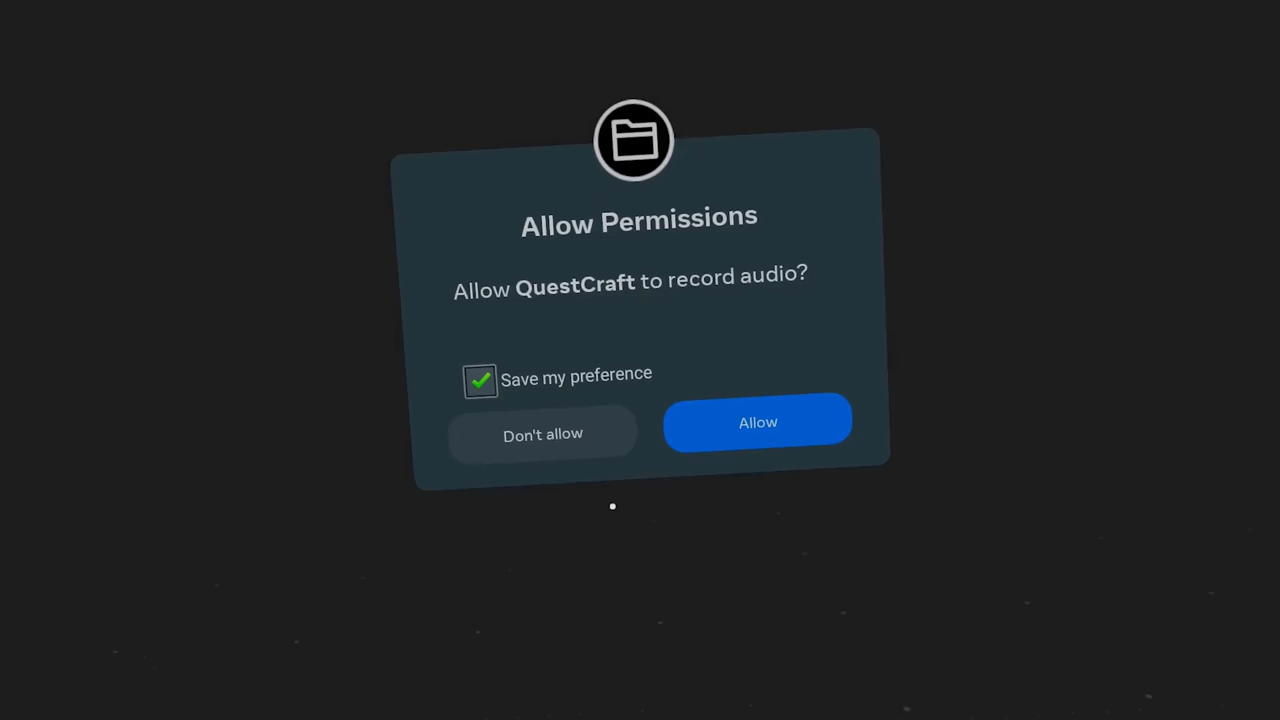 Allow Permissions
Allow QuestCraft to record audio?
Save my preference
Don't allow
Allow